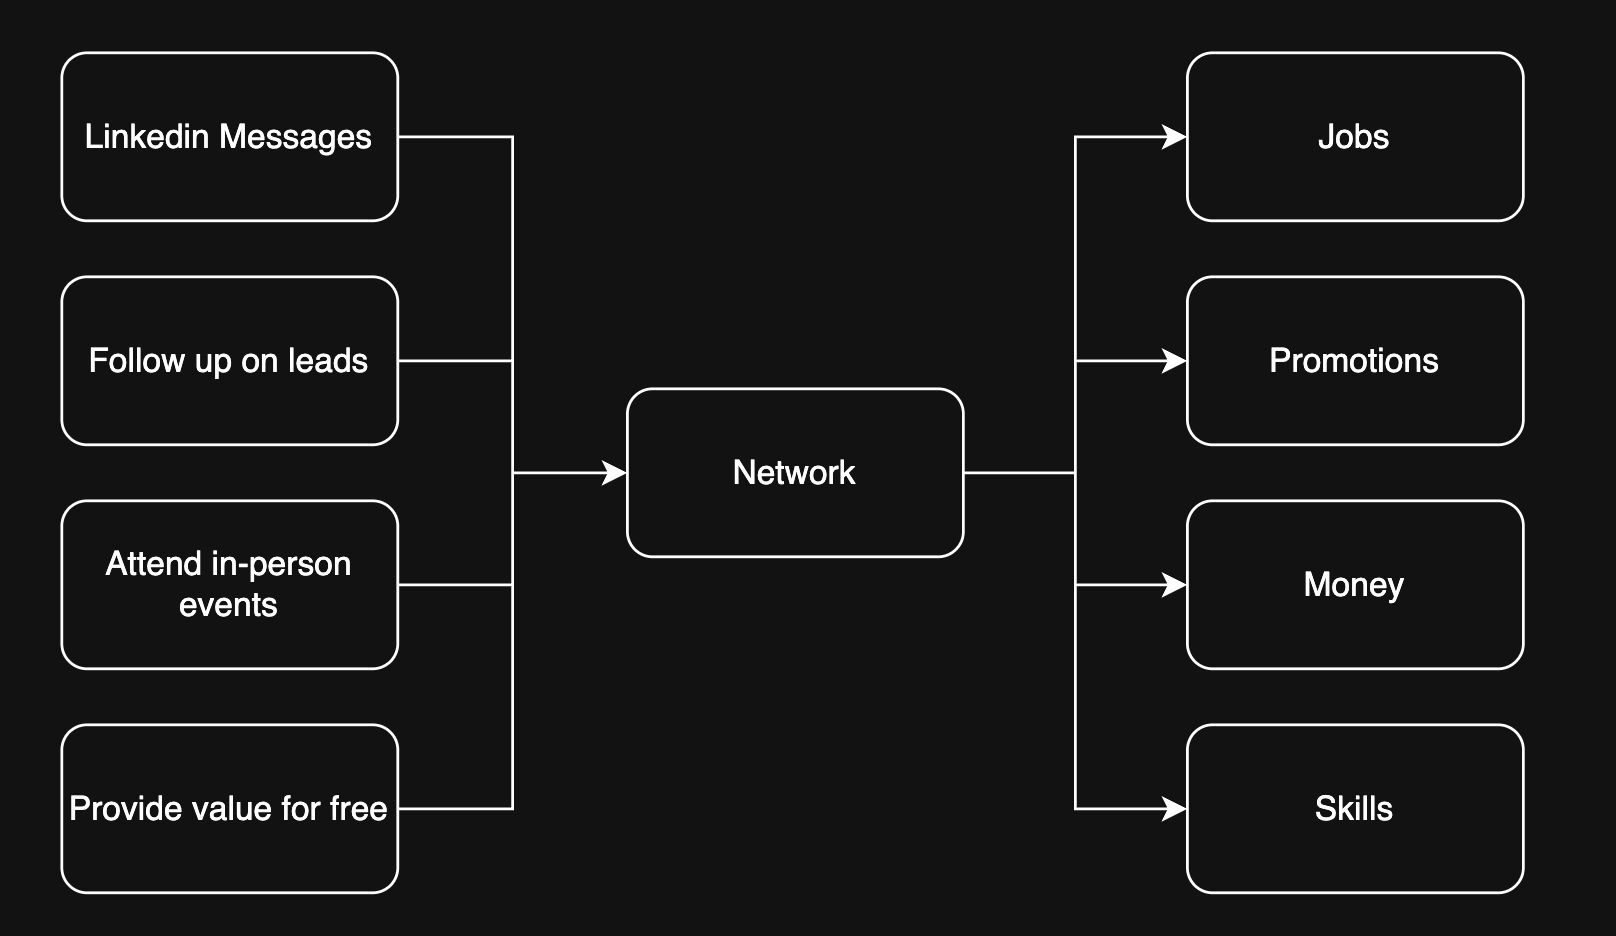 Linkedin Messages
Follow up on leads
Attend in-person
events
Provide value for free
Network
Jobs
Promotions
Money
Skills